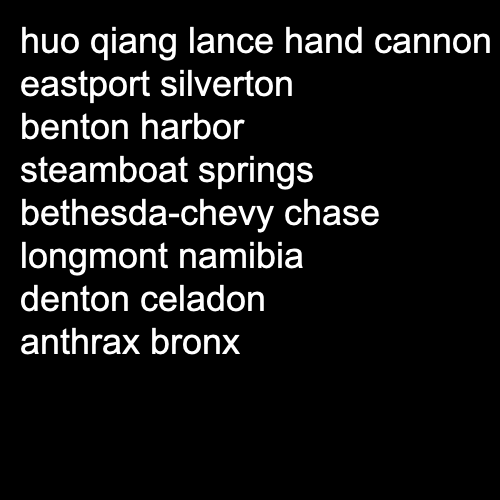 huo qiang lance hand cannon
eastport silverton
benton harbor
steamboat springs
bethesda-chevy chase
longmont namibia
denton celadon
anthrax bronx